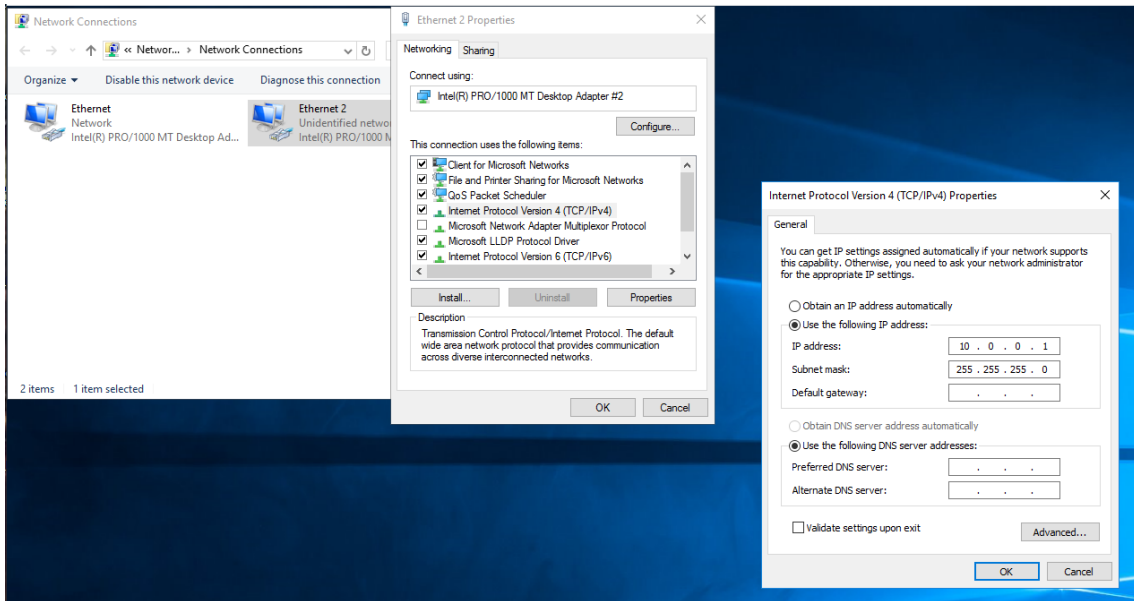 Network Connections
« Networ... › Network Connections
Organize Disable this network device Diagnose this connection
Ethernet
Network
Intel(R) PRO/1000 MT Desktop Ad...
Ethernet 2
Unidentified netwo
Intel(R) PRO/1000 M
2 items 1 item selected
Ethernet 2 Properties
Networking Sharing
Connect using:
Intel(R) PRO/1000 MT Desktop Adapter #2
Configure...
This connection uses the following items:
Client for Microsoft Networks
File and Printer Sharing for Microsoft Networks
QoS Packet Scheduler
Internet Protocol Version 4 (TCP/IPv4)
Microsoft Network Adapter Multiplexor Protocol
Microsoft LLDP Protocol Driver
Internet Protocol Version 6 (TCP/IPv6)
Install... Uninstall Properties
Description
Transmission Control Protocol/Internet Protocol. The default
wide area network protocol that provides communication
across diverse interconnected networks.
OK Cancel
Internet Protocol Version 4 (TCP/IPv4) Properties
General
You can get IP settings assigned automatically if your network supports
this capability. Otherwise, you need to ask your network administrator
for the appropriate IP settings.
Obtain an IP address automatically
Use the following IP address:
IP address: 10 . 0 . 0 . 1
Subnet mask: 255 . 255 . 255 . 0
Default gateway: . . .
Obtain DNS server address automatically
Use the following DNS server addresses:
Preferred DNS server: . . .
Alternate DNS server: . . .
Validate settings upon exit
Advanced...
OK Cancel